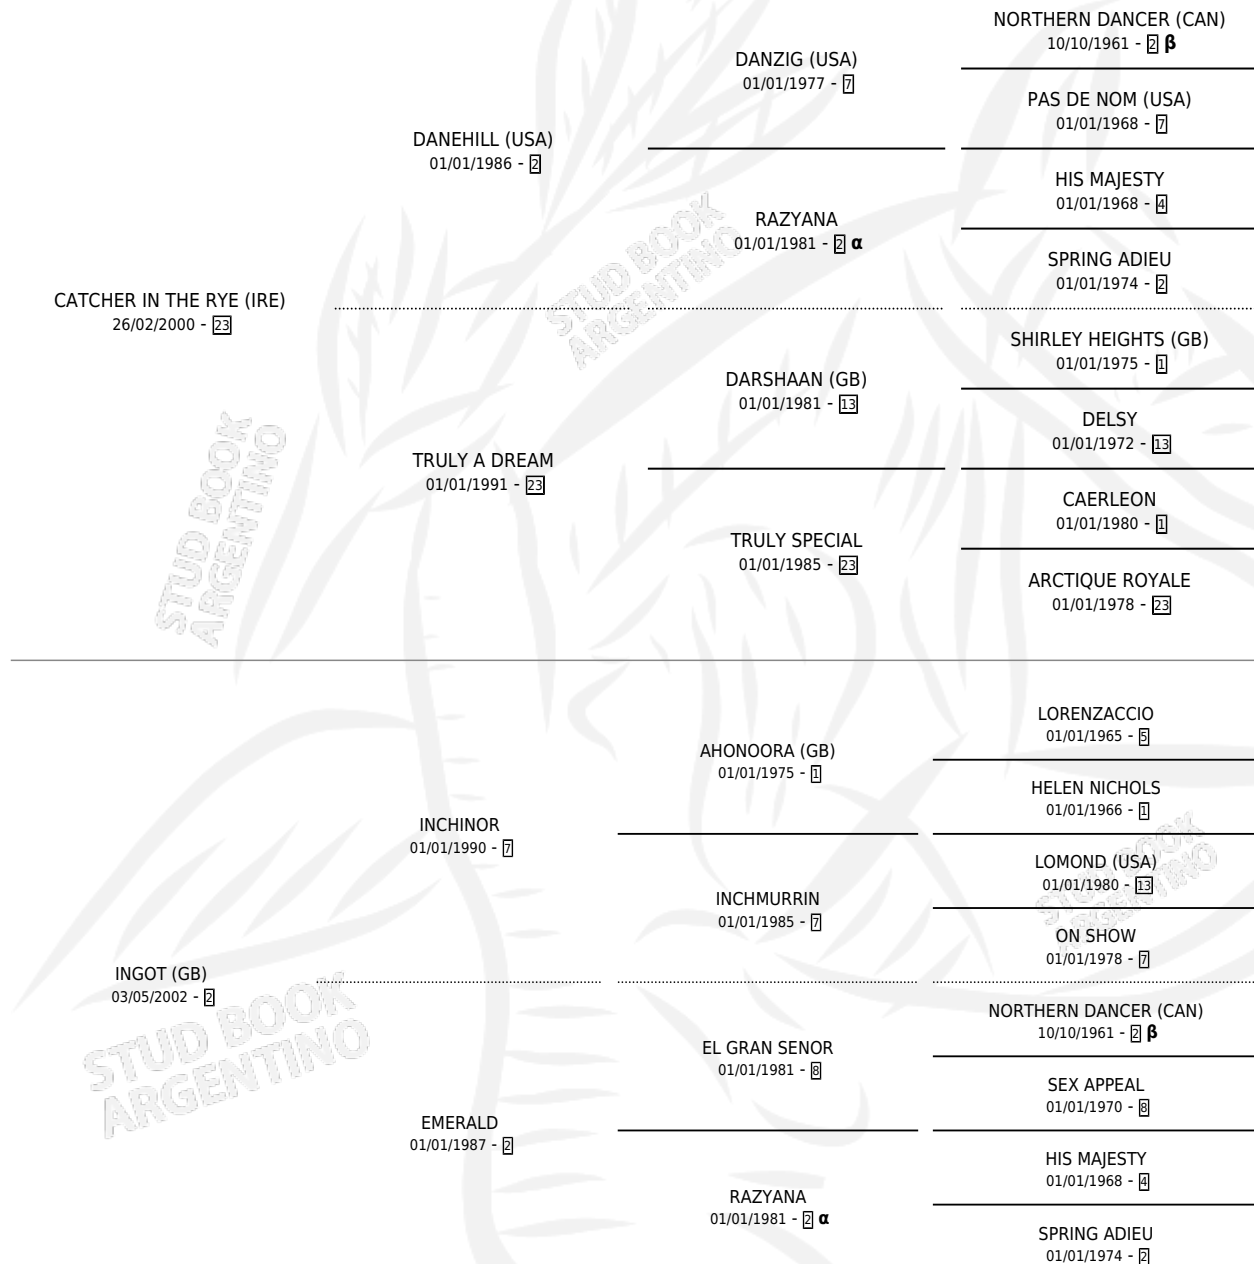 NORTHERN DANCER (CAN)
10/10/1961 - 2 β
DANZIG (USA)
01/01/1977 - 7
PAS DE NOM (USA)
01/01/1968 - 7
DANEHILL (USA)
01/01/1986 - 2
HIS MAJESTY
01/01/1968 - 4
RAZYANA
01/01/1981 - 2 α
SPRING ADIEU
01/01/1974 - 2
CATCHER IN THE RYE (IRE)
26/02/2000 - 23
SHIRLEY HEIGHTS (GB)
01/01/1975 - 1
DARSHAAN (GB)
01/01/1981 - 13
DELSY
01/01/1972 - 13
TRULY A DREAM
01/01/1991 - 23
CAERLEON
01/01/1980 - 1
TRULY SPECIAL
01/01/1985 - 23
ARCTIQUE ROYALE
01/01/1978 - 23
LORENZACCIO
01/01/1965 - 5
AHONOORA (GB)
01/01/1975 - 1
HELEN NICHOLS
01/01/1966 - 1
INCHINOR
01/01/1990 - 7
LOMOND (USA)
01/01/1980 - 13
INCHMURRIN
01/01/1985 - 7
ON SHOW
01/01/1978 - 7
INGOT (GB)
03/05/2002 - 2
NORTHERN DANCER (CAN)
10/10/1961 - 2 β
EL GRAN SENOR
01/01/1981 - 8
SEX APPEAL
01/01/1970 - 8
EMERALD
01/01/1987 - 2
HIS MAJESTY
01/01/1968 - 4
RAZYANA
01/01/1981 - 2 α
SPRING ADIEU
01/01/1974 - 2
STUD BOOK
ARGENTINO
STUD BOOK
ARGENTINO
STUD BOOK
ARGENTINO
STUD BOOK
ARGENTINO